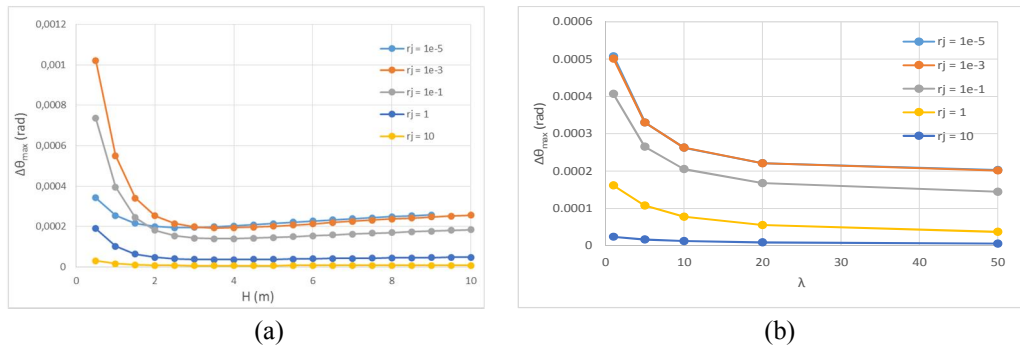 0,0012
0,001
0,0008
0,0006
0,0004
0,0002
0
Δθmax (rad)
0 2 4 6 8 10
H (m)
rj = 1e-5
rj = 1e-3
rj = 1e-1
rj = 1
rj = 10
(a)
0.0006
0.0005
0.0004
0.0003
0.0002
0.0001
0
Δθmax (rad)
0 10 20 30 40 50
λ
rj = 1e-5
rj = 1e-3
rj = 1e-1
rj = 1
rj = 10
(b)